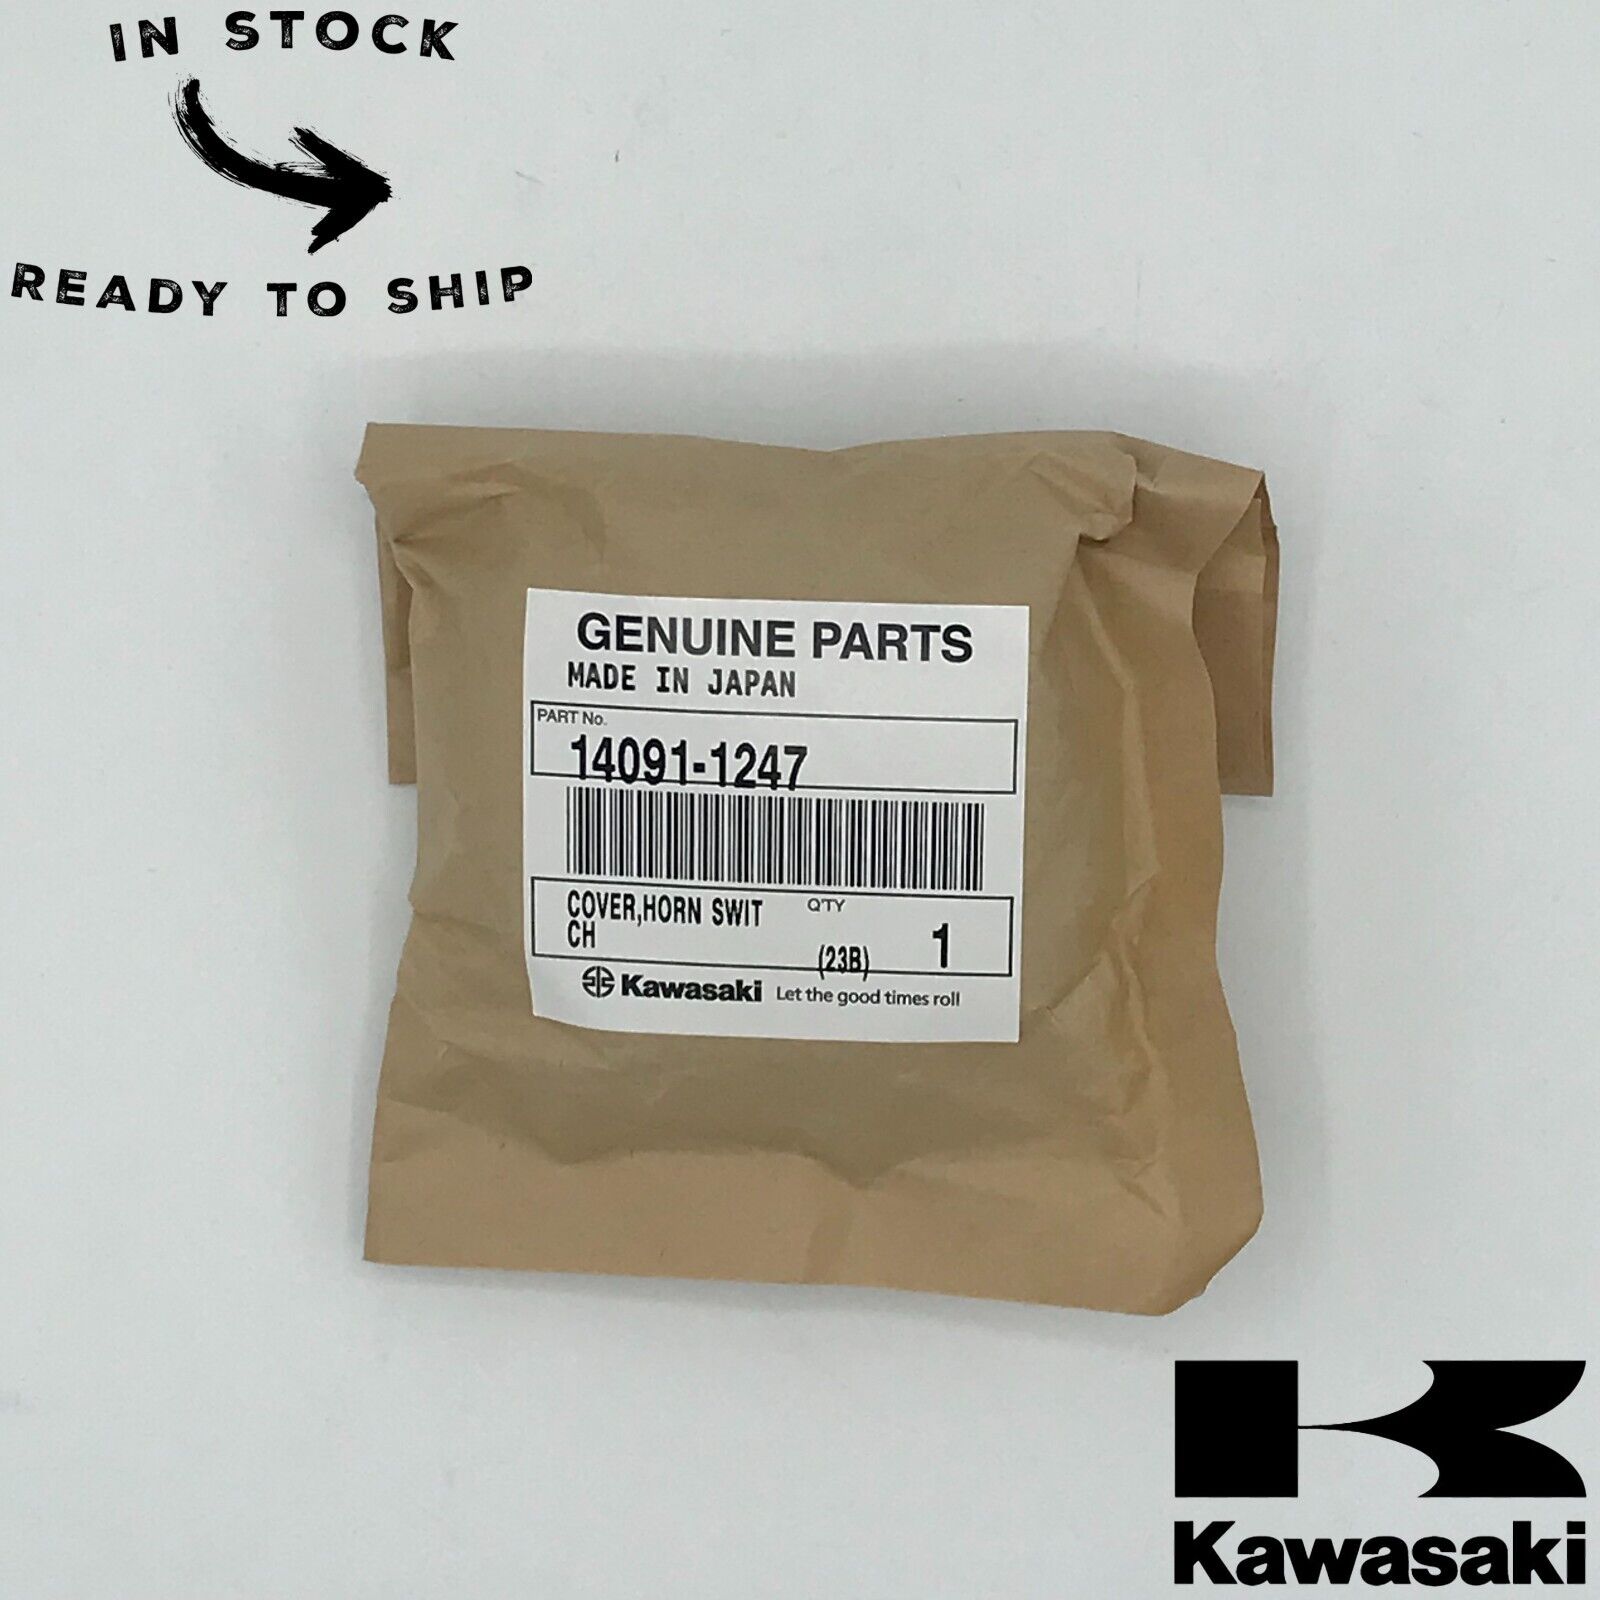 IN STOCK
READY TO SHIP
GENUINE PARTS
MADE IN JAPAN
PART No.
14091-1247
COVER,HORN SWIT
CH
Q'TY
(23B)
1
Kawasaki Let the good times roll
Kawasaki